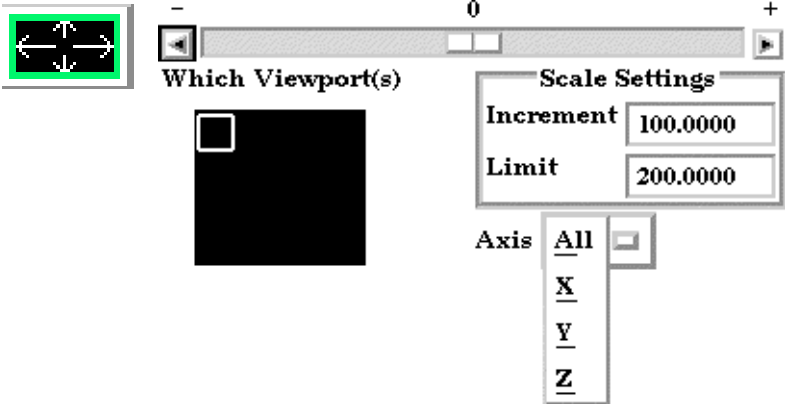 − 0 +
Which Viewport(s)
Scale Settings
Increment 100.0000
Limit 200.0000
Axis All
X
Y
Z